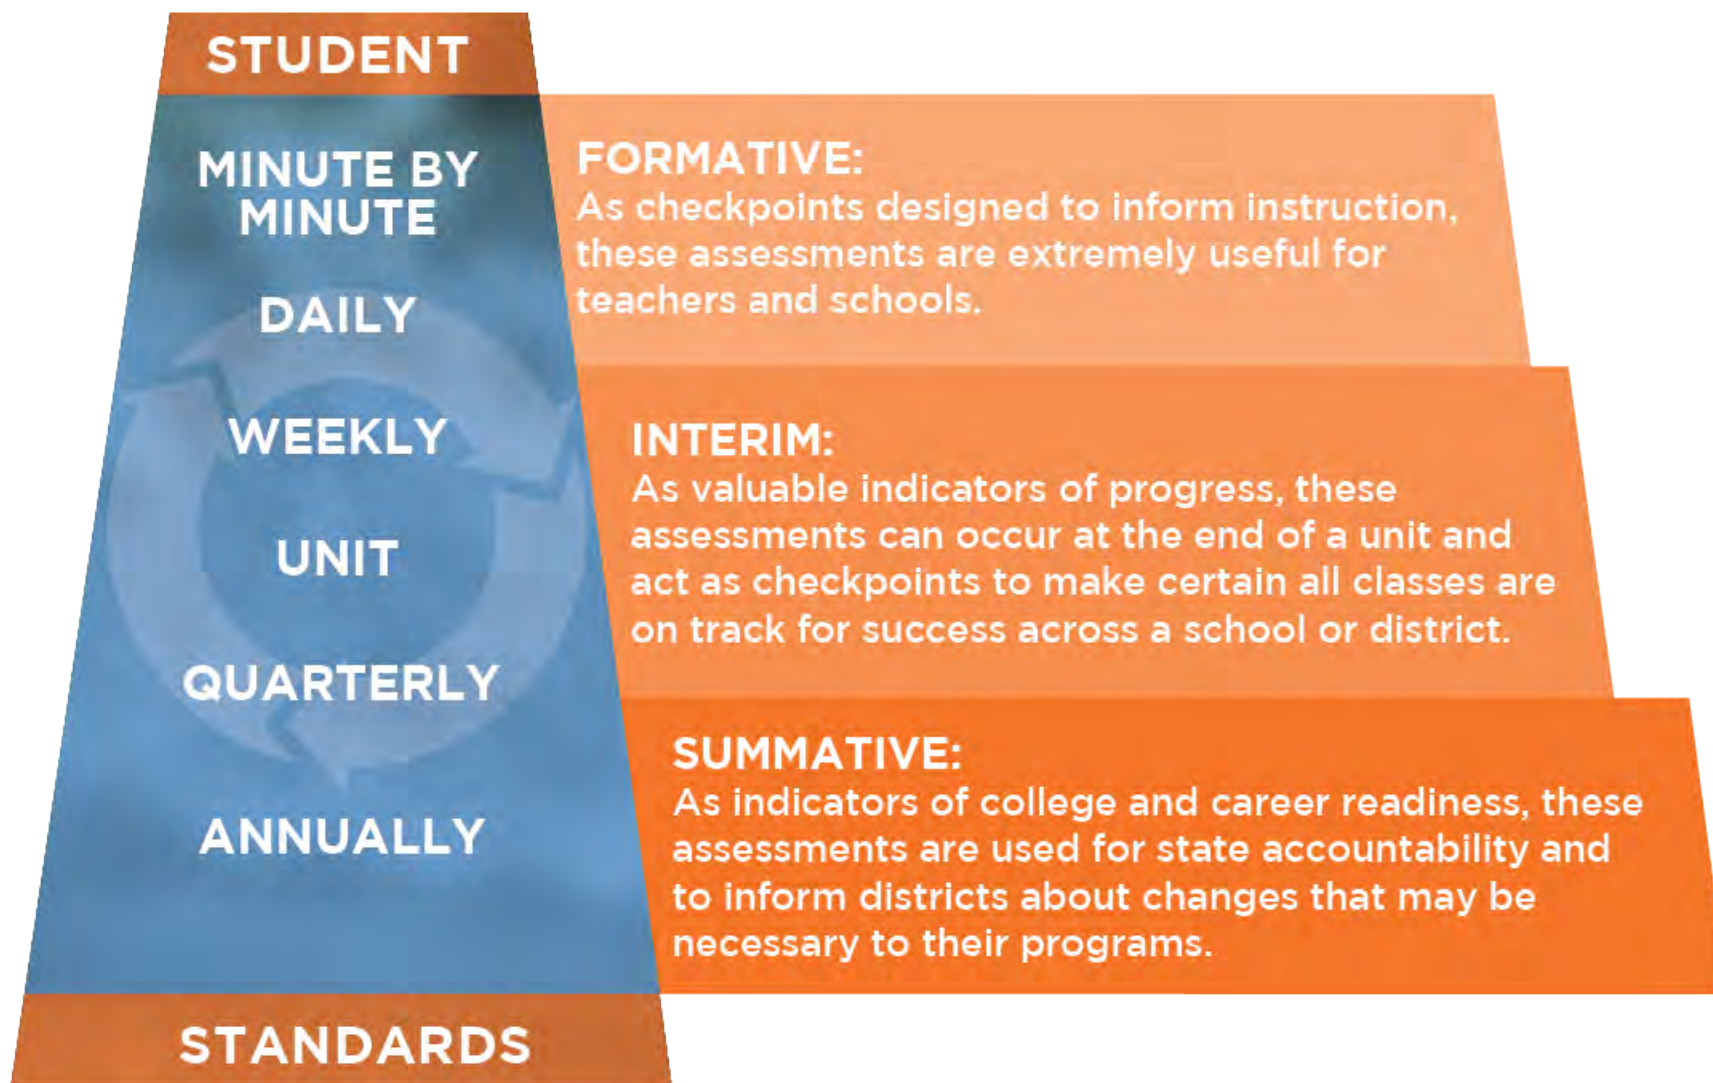 STUDENT
MINUTE BY
MINUTE
DAILY
WEEKLY
UNIT
QUARTERLY
ANNUALLY
STANDARDS
FORMATIVE:
As checkpoints designed to inform instruction,
these assessments are extremely useful for
teachers and schools.
INTERIM:
As valuable indicators of progress, these
assessments can occur at the end of a unit and
act as checkpoints to make certain all classes are
on track for success across a school or district.
SUMMATIVE:
As indicators of college and career readiness, these
assessments are used for state accountability and
to inform districts about changes that may be
necessary to their programs.